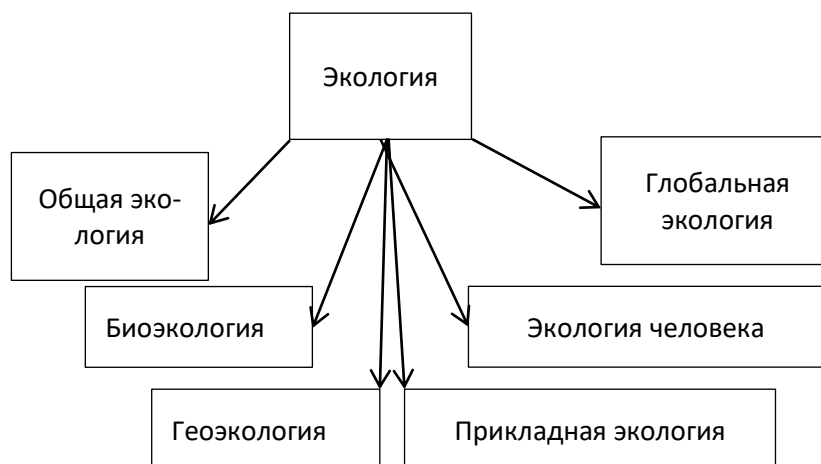 Экология
Общая эко-
логия
Глобальная
экология
Биоэкология
Экология человека
Геоэкология
Прикладная экология